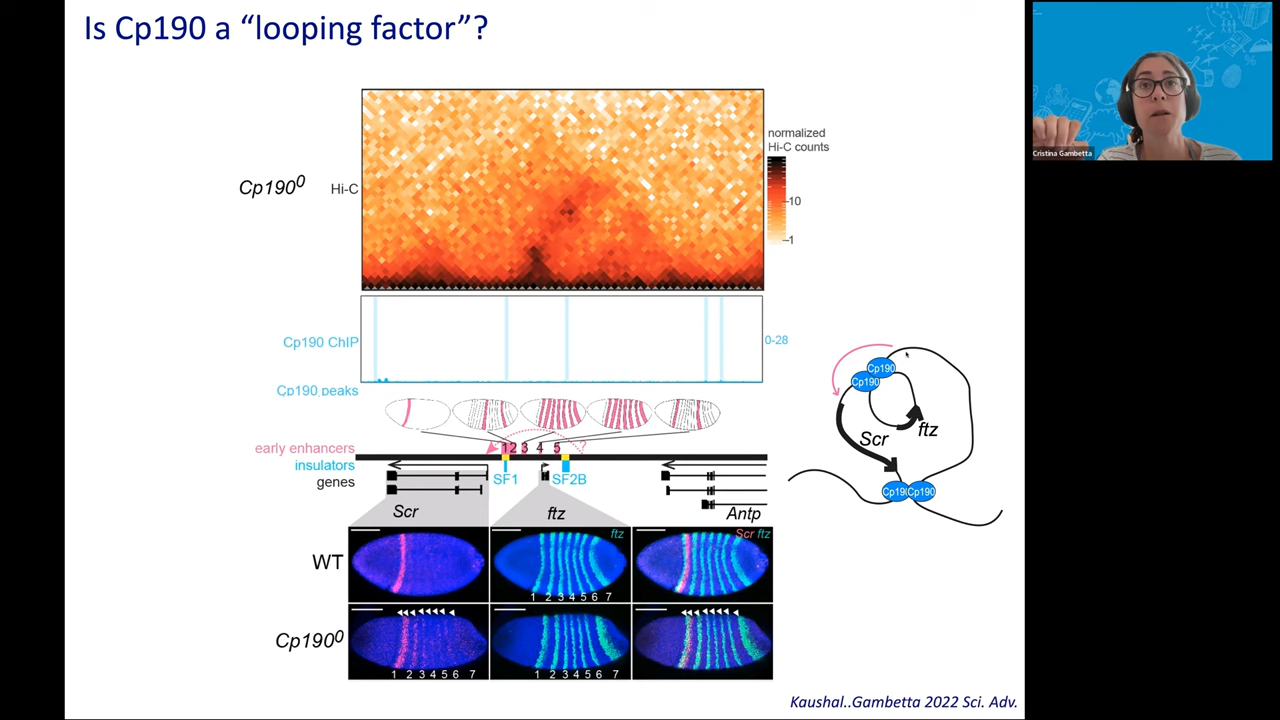 Is Cp190 a “looping factor”?
Cristina Gambetta
normalized
Hi-C counts
Cp190⁰
Hi-C
10
1
Cp190 ChIP
0-28
Cp190 peaks
early enhancers
1 2 3 4 5
insulators
SF1
SF2B
genes
Scr
ftz
Antp
Cp190
Cp190
Scr
ftz
Cp190
Cp190
WT
ftz
Scr ftz
1 2 3 4 5 6 7
Cp190⁰
1 2 3 4 5 6 7
1 2 3 4 5 6 7
Kaushal..Gambetta 2022 Sci. Adv.